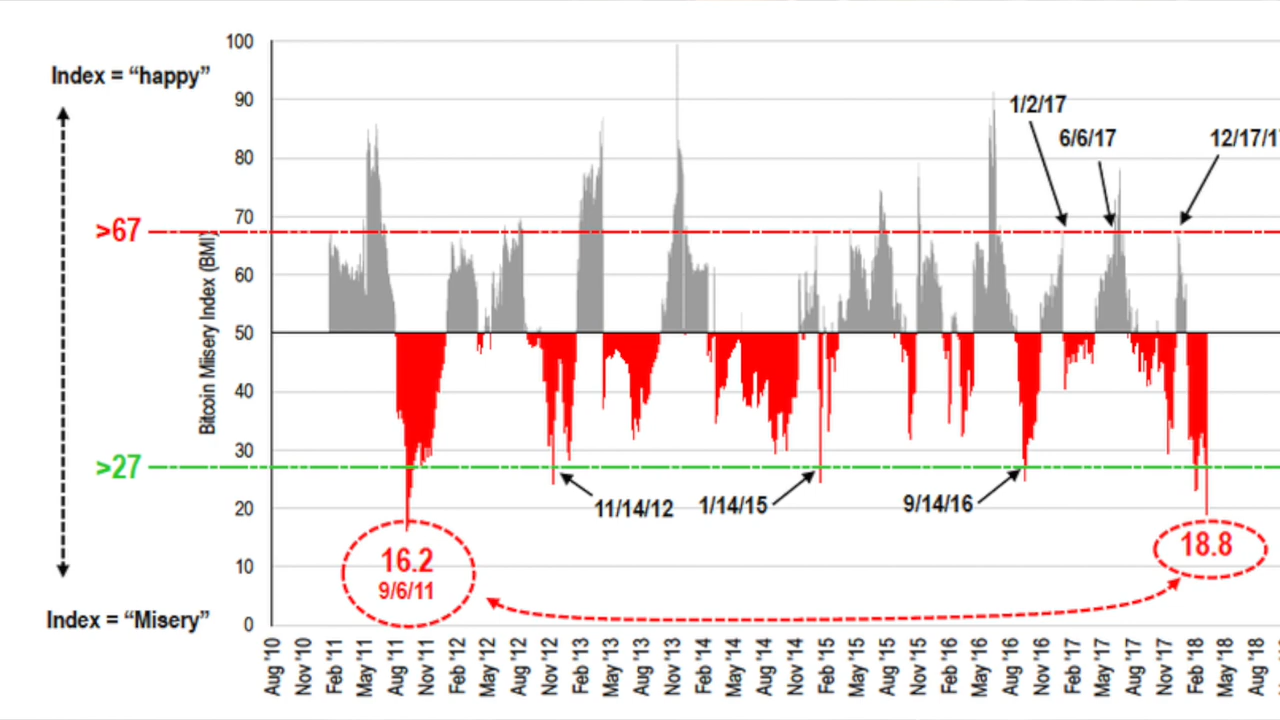 100
Index = “happy”
90
1/2/17
6/6/17
12/17/1
80
70
>67
60
50
40
30
>27
20
10
0
Bitcoin Miisery Index (BMI)
11/14/12
1/14/15
9/14/16
16.2
9/6/11
18.8
Index = “Misery”
Aug '10
Nov '10
Feb '11
May '11
Aug '11
Nov '11
Feb '12
May '12
Aug '12
Nov '12
Feb '13
May '13
Aug '13
Nov '13
Feb '14
May '14
Aug '14
Nov '14
Feb '15
May '15
Aug '15
Nov '15
Feb '16
May '16
Aug '16
Nov '16
Feb '17
May '17
Aug '17
Nov '17
Feb '18
May '18
Aug '18